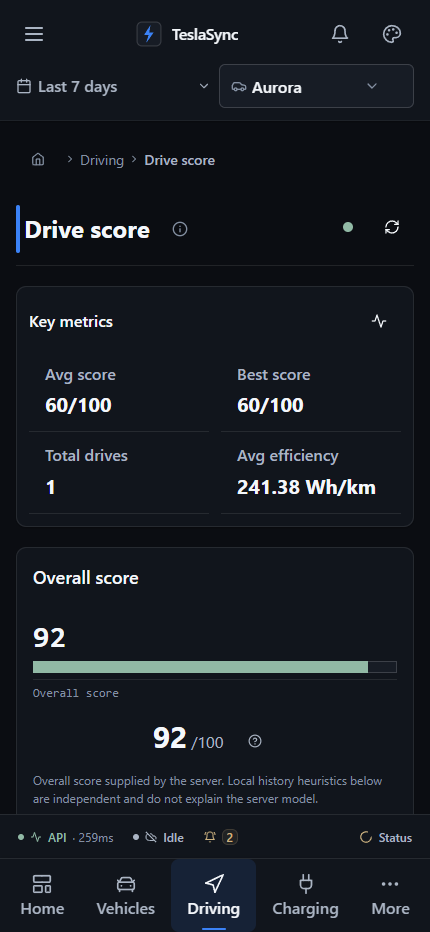 TeslaSync
Last 7 days
Aurora
Driving
Drive score
Drive score
Key metrics
Avg score
Best score
60/100
60/100
Total drives
Avg efficiency
1
241.38 Wh/km
Overall score
92
Overall score
92 /100
Overall score supplied by the server. Local history heuristics below
are independent and do not explain the server model.
API · 259ms
Idle
2
Status
Home
Vehicles
Driving
Charging
More